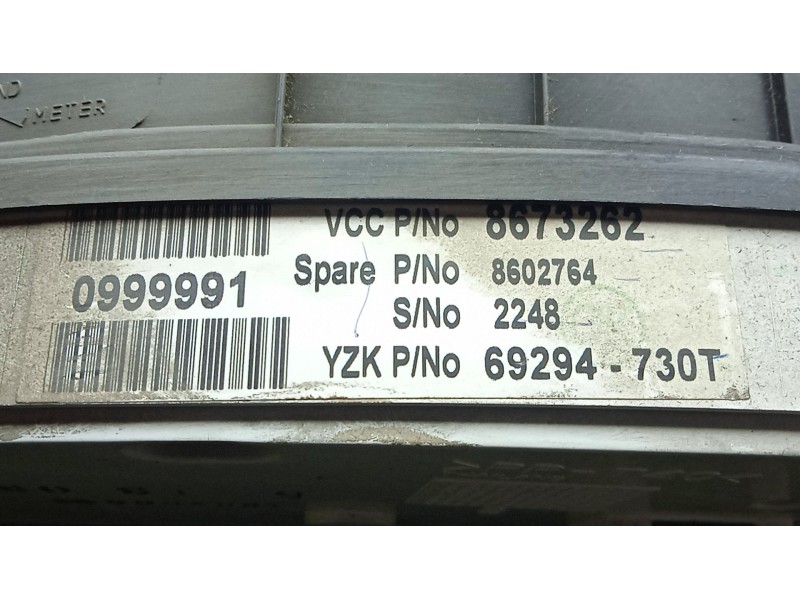 METER
VCC P/No 8673262
Spare P/No 8602764
0999991
S/No 2248
YZK P/No 69294-730T